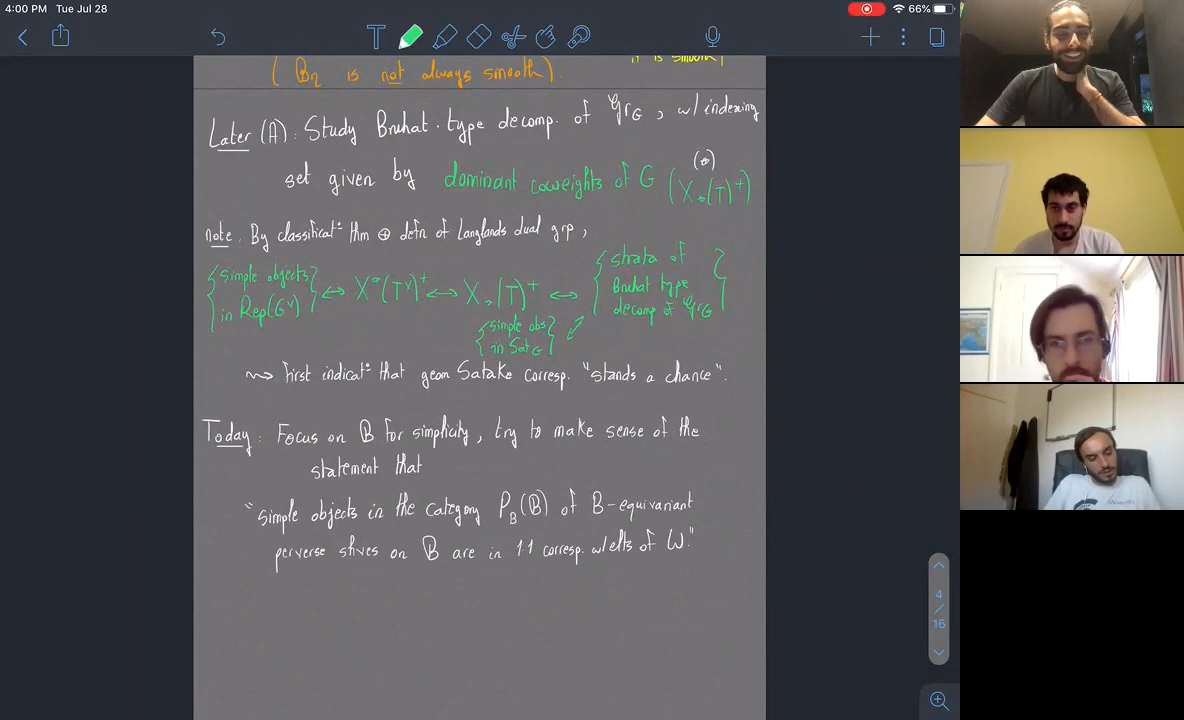 4:00 PM Tue Jul 28
66%
( Bη is not always smooth).
it is smooth
Later (A): Study Bruhat-type decomp. of GrG, w/ indexing
set given by dominant coweights of G (X•(T)+)
(*)
note: By classificat° thm ⊕ defn of Langlands dual grp,
{simple objects in Rep(G∨)} ↔ X•(T∨)+ ↔ X•(T)+ ↔ {strata of Bruhat type decomp of GrG}
{simple obs in SatG}
⇝ First indicat° that geom Satake corresp. "stands a chance".
Today: Focus on B for simplicity, try to make sense of the
statement that
"simple objects in the category PB(B) of B-equivariant
perverse shves on B are in 1:1 corresp. w/ elts of W."
4
/
16